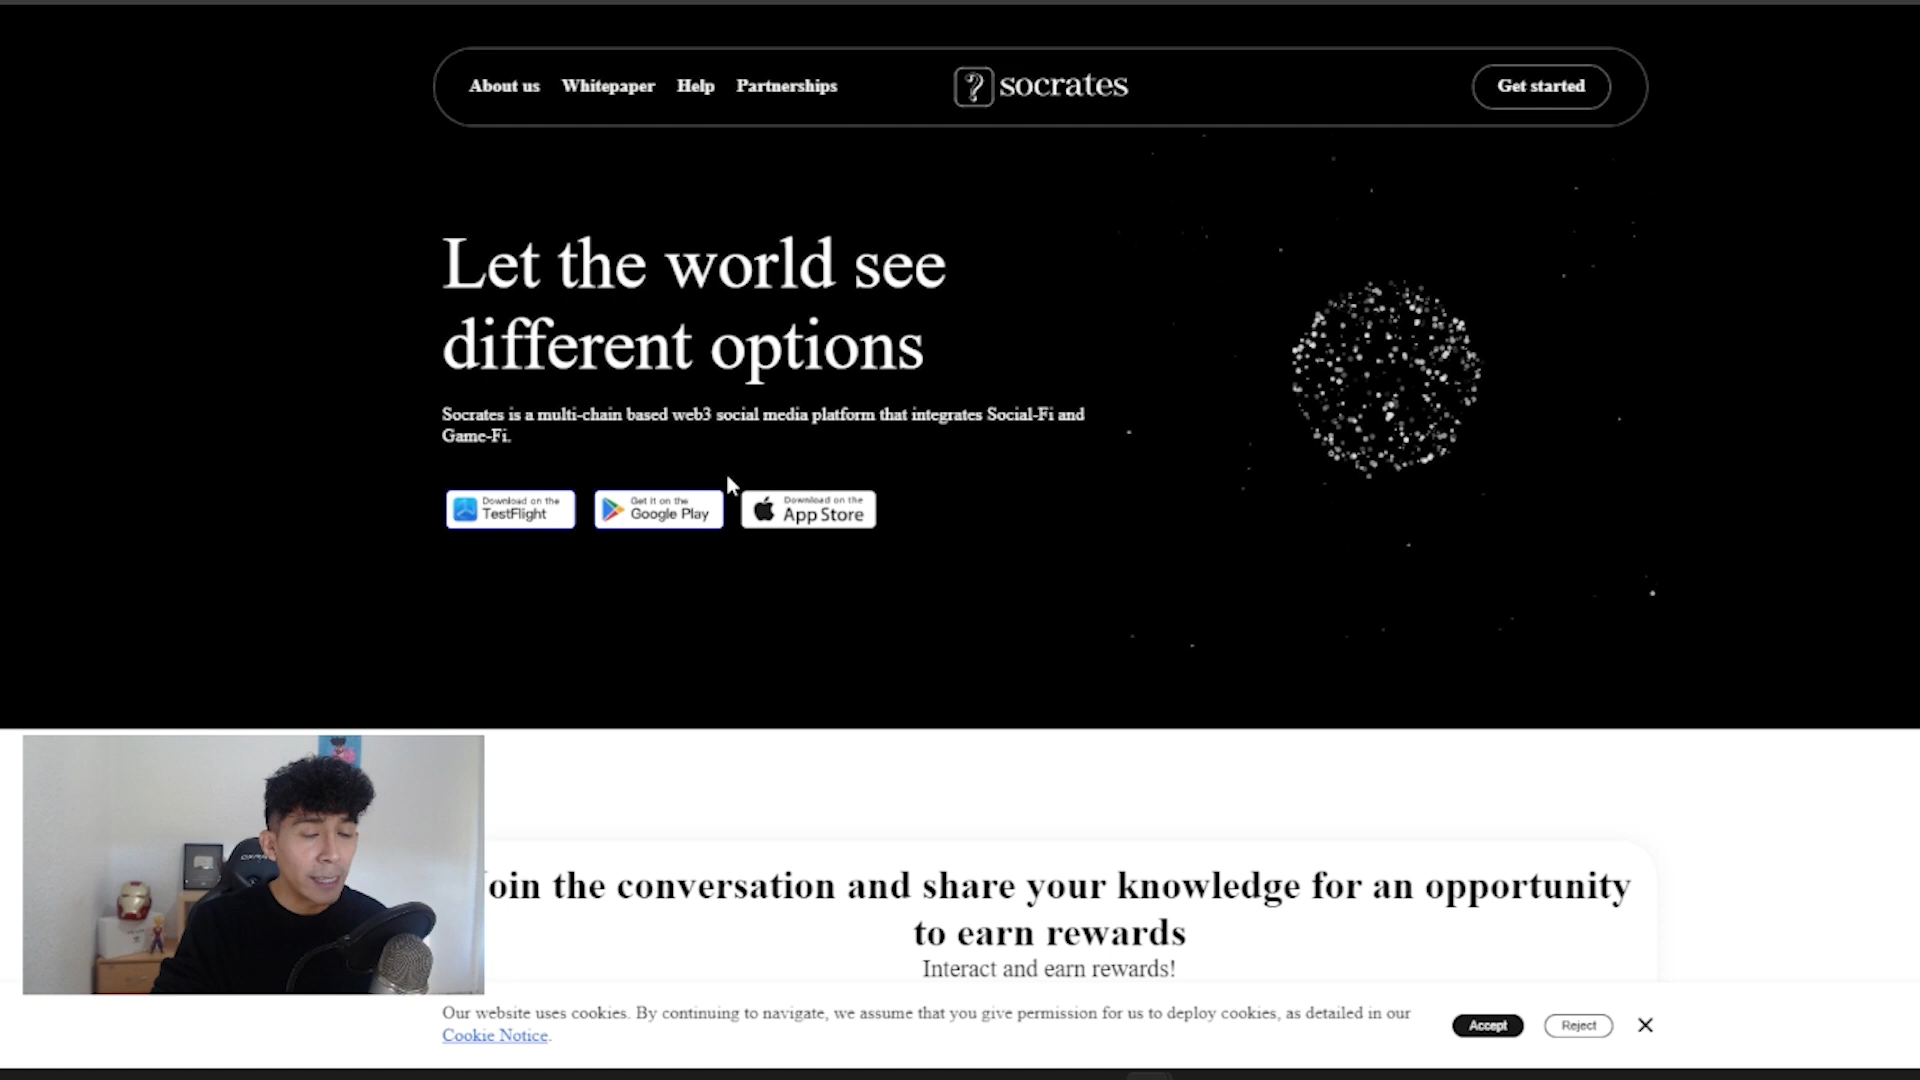 About us Whitepaper Help Partnerships
? socrates
Get started
Let the world see
different options
Socrates is a multi-chain based web3 social media platform that integrates Social-Fi and
Game-Fi.
Download on the
TestFlight
Get it on the
Google Play
Download on the
App Store
oin the conversation and share your knowledge for an opportunity
to earn rewards
Interact and earn rewards!
Our website uses cookies. By continuing to navigate, we assume that you give permission for us to deploy cookies, as detailed in our
Cookie Notice.
Accept
Reject